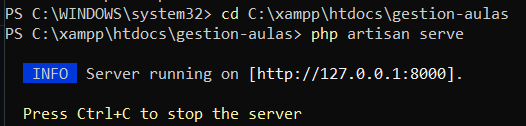 PS C:\WINDOWS\system32> cd C:\xampp\htdocs\gestion-aulas
PS C:\xampp\htdocs\gestion-aulas> php artisan serve
INFO Server running on [http://127.0.0.1:8000].
Press Ctrl+C to stop the server